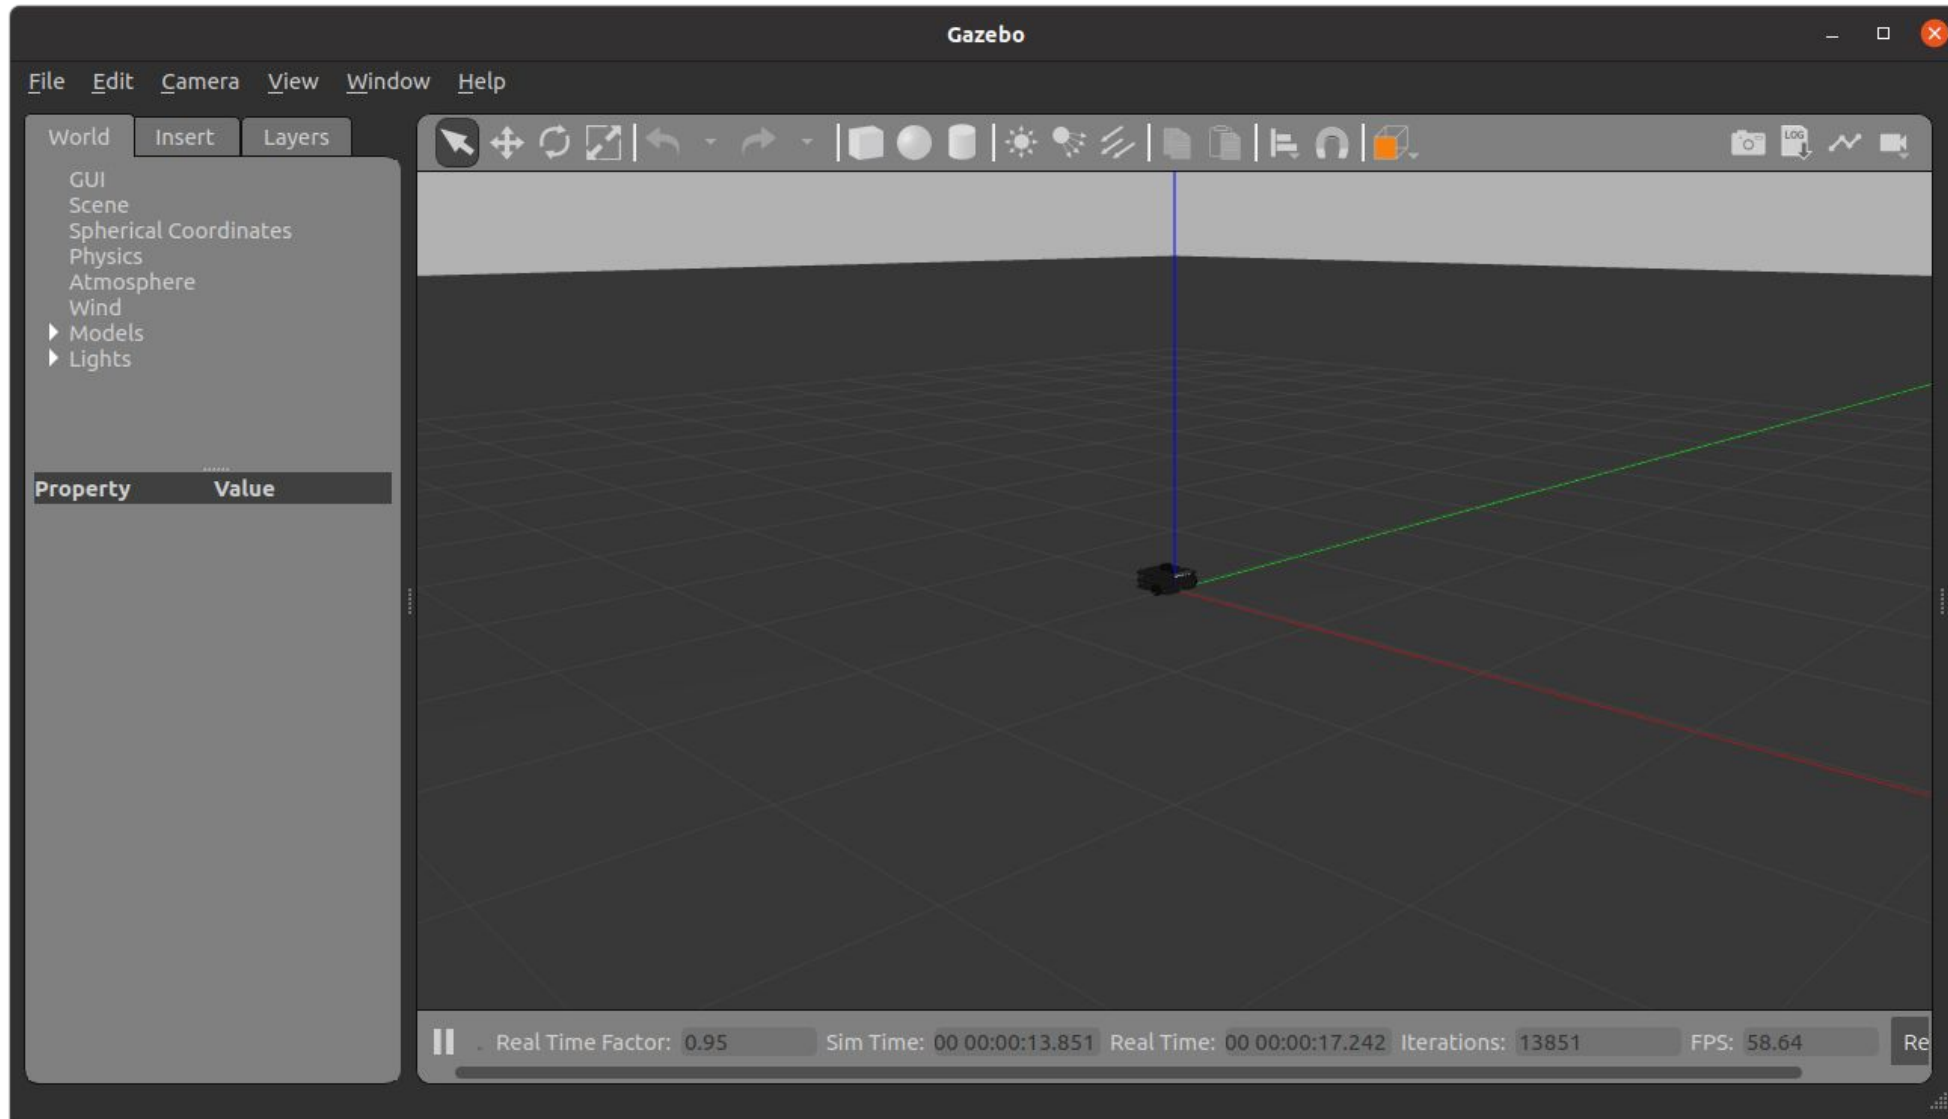 Gazebo
File Edit Camera View Window Help
World Insert Layers
LOG
GUI
Scene
Spherical Coordinates
Physics
Atmosphere
Wind
Models
Lights
Property Value
Real Time Factor: 0.95 Sim Time: 00 00:00:13.851 Real Time: 00 00:00:17.242 Iterations: 13851 FPS: 58.64 Re